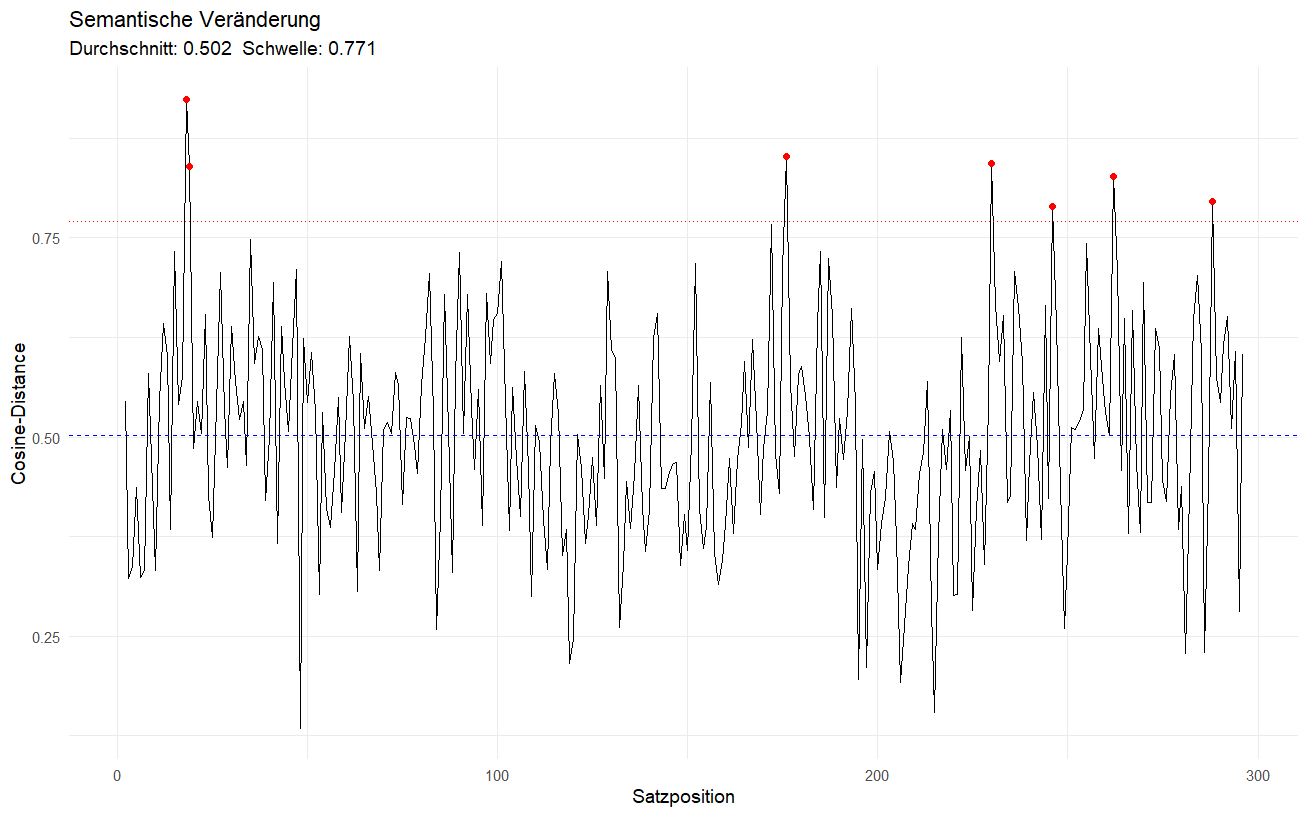 Semantische Veränderung
Durchschnitt: 0.502  Schwelle: 0.771
Cosine-Distance
0.75
0.50
0.25
0
100
200
300
Satzposition